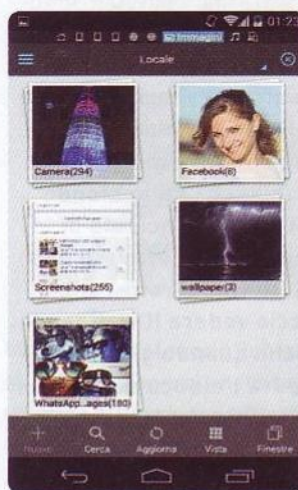 01:23
Immagini
Locale
Camera(294)
Facebook(6)
Screenshots(255)
wallpaper(3)
WhatsApp...ages(180)
Nuovo
Cerca
Aggiorna
Vista
Finestre